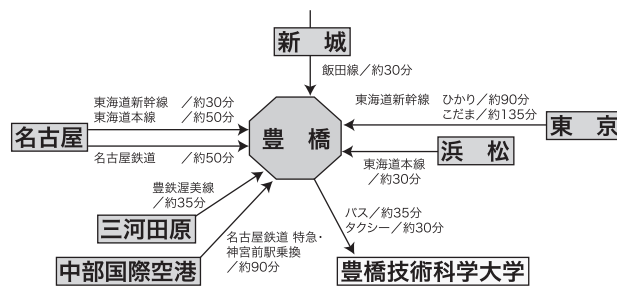 新 城
飯田線／約30分
東海道新幹線　／約30分
東海道本線　　／約50分
東海道新幹線　ひかり／約90分
こだま／約135分
名古屋
豊　橋
東　京
名古屋鉄道　　／約50分
浜 松
東海道本線
／約30分
豊鉄渥美線
／約35分
三河田原
名古屋鉄道 特急・
神宮前駅乗換
／約90分
バス／約35分
タクシー／約30分
中部国際空港
豊橋技術科学大学